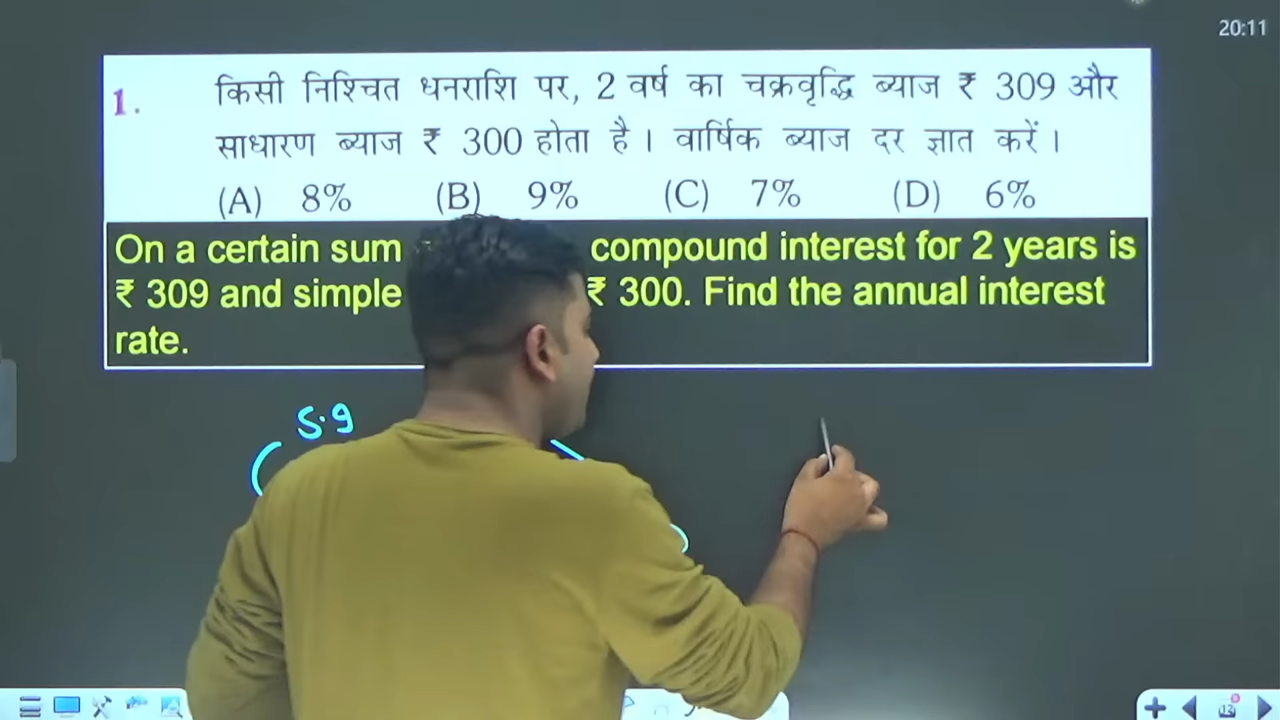 20:11
1. किसी निश्चित धनराशि पर, 2 वर्ष का चक्रवृद्धि ब्याज ₹ 309 और
साधारण ब्याज ₹ 300 होता है। वार्षिक ब्याज दर ज्ञात करें।
(A) 8% (B) 9% (C) 7% (D) 6%
On a certain sum compound interest for 2 years is
₹ 309 and simple ₹ 300. Find the annual interest
rate.